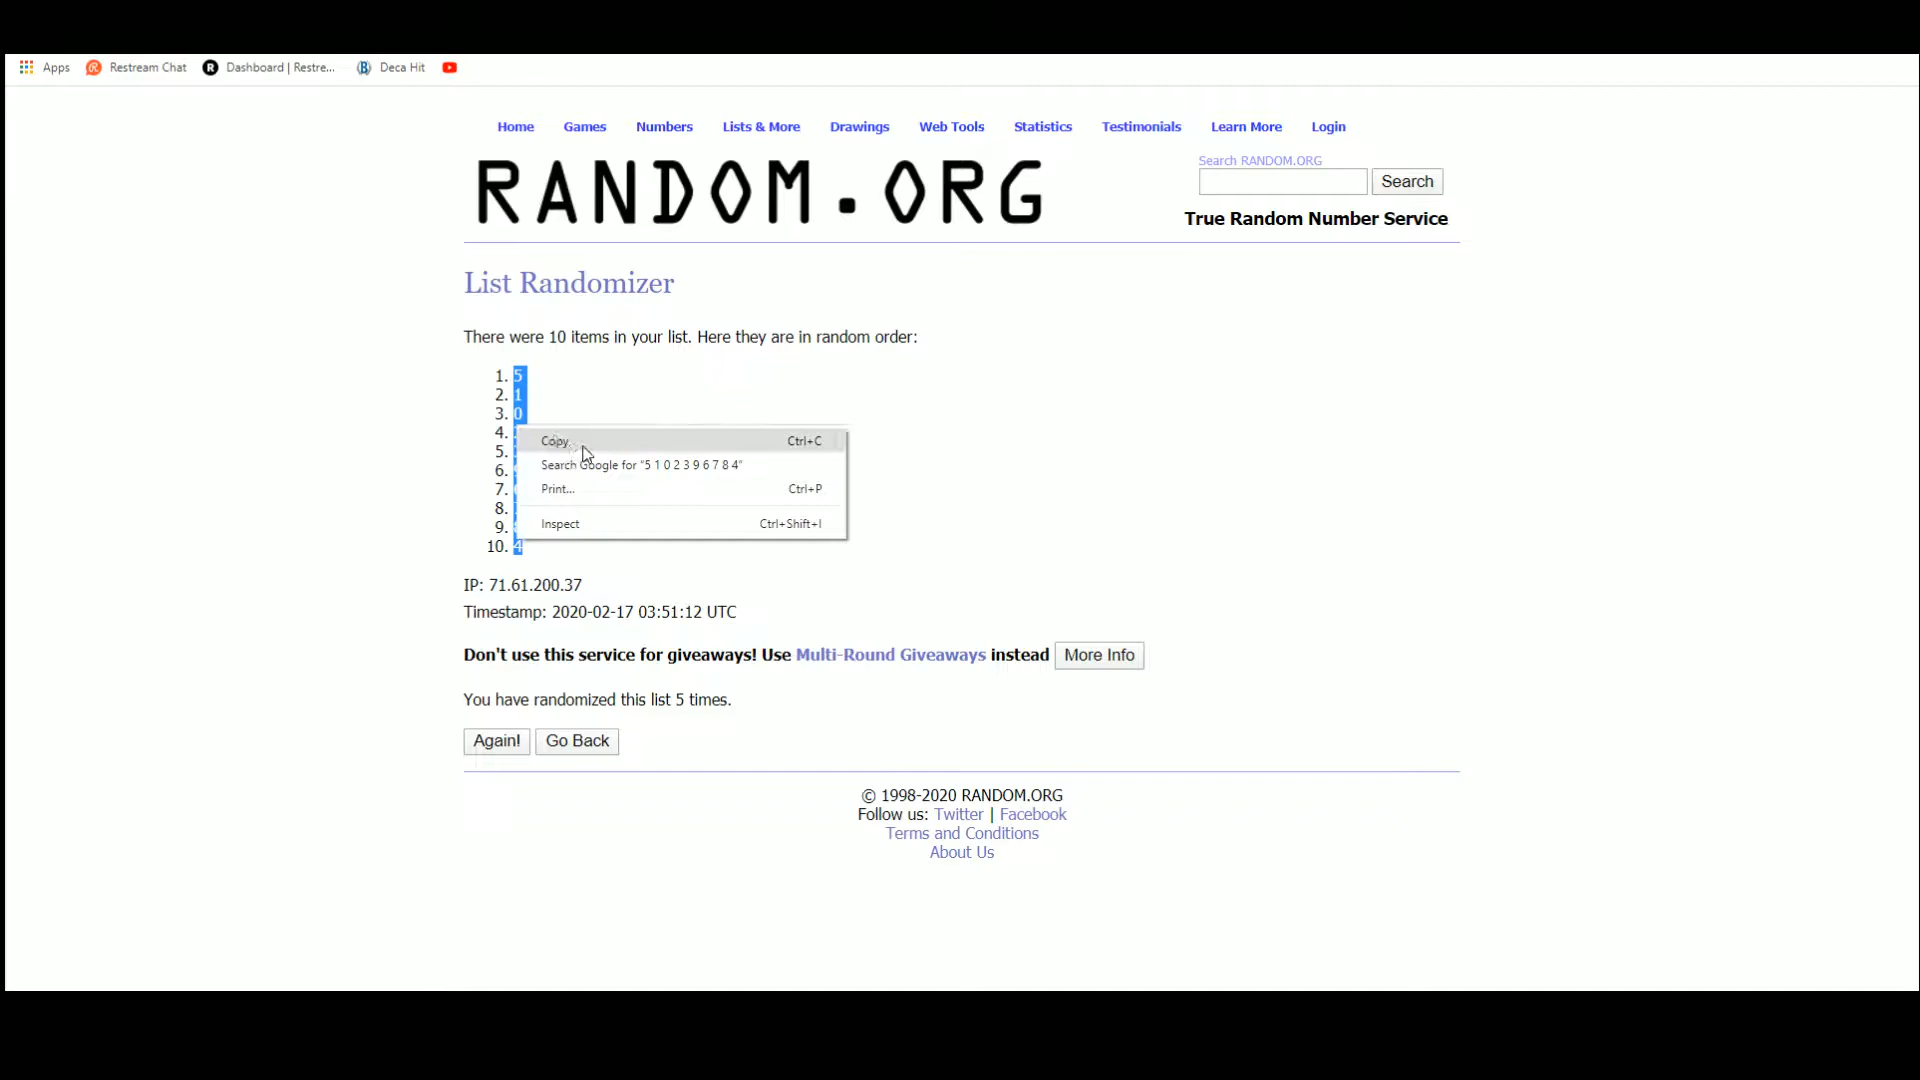 Apps Restream Chat Dashboard | Restre... Deca Hit
Home Games Numbers Lists & More Drawings Web Tools Statistics Testimonials Learn More Login
RANDOM.ORG
Search RANDOM.ORG
Search
True Random Number Service
List Randomizer
There were 10 items in your list. Here they are in random order:
1. 5
2. 1
3. 0
4.
5.
6.
7.
8.
9.
10. 4
Copy Ctrl+C
Search Google for "5 1 0 2 3 9 6 7 8 4"
Print... Ctrl+P
Inspect Ctrl+Shift+I
IP: 71.61.200.37
Timestamp: 2020-02-17 03:51:12 UTC
Don't use this service for giveaways! Use Multi-Round Giveaways instead More Info
You have randomized this list 5 times.
Again! Go Back
© 1998-2020 RANDOM.ORG
Follow us: Twitter | Facebook
Terms and Conditions
About Us